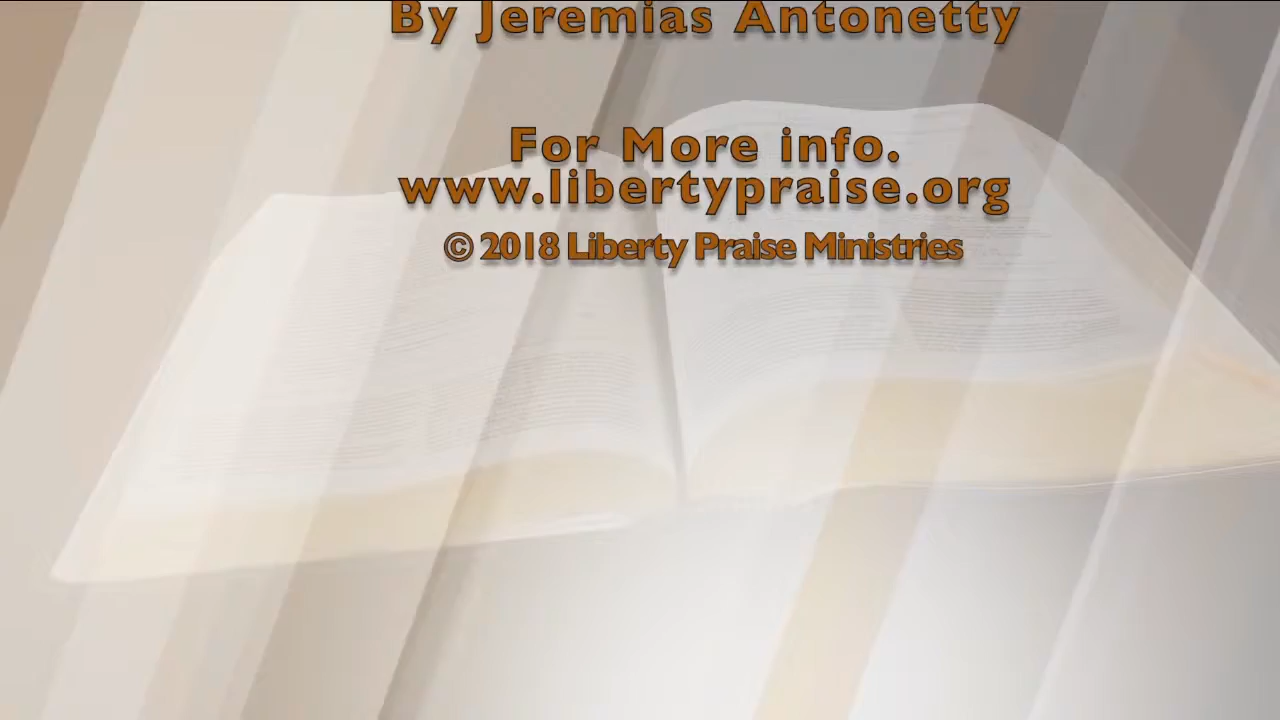 By Jeremias Antonetty
For More info.
www.libertypraise.org
© 2018 Liberty Praise Ministries